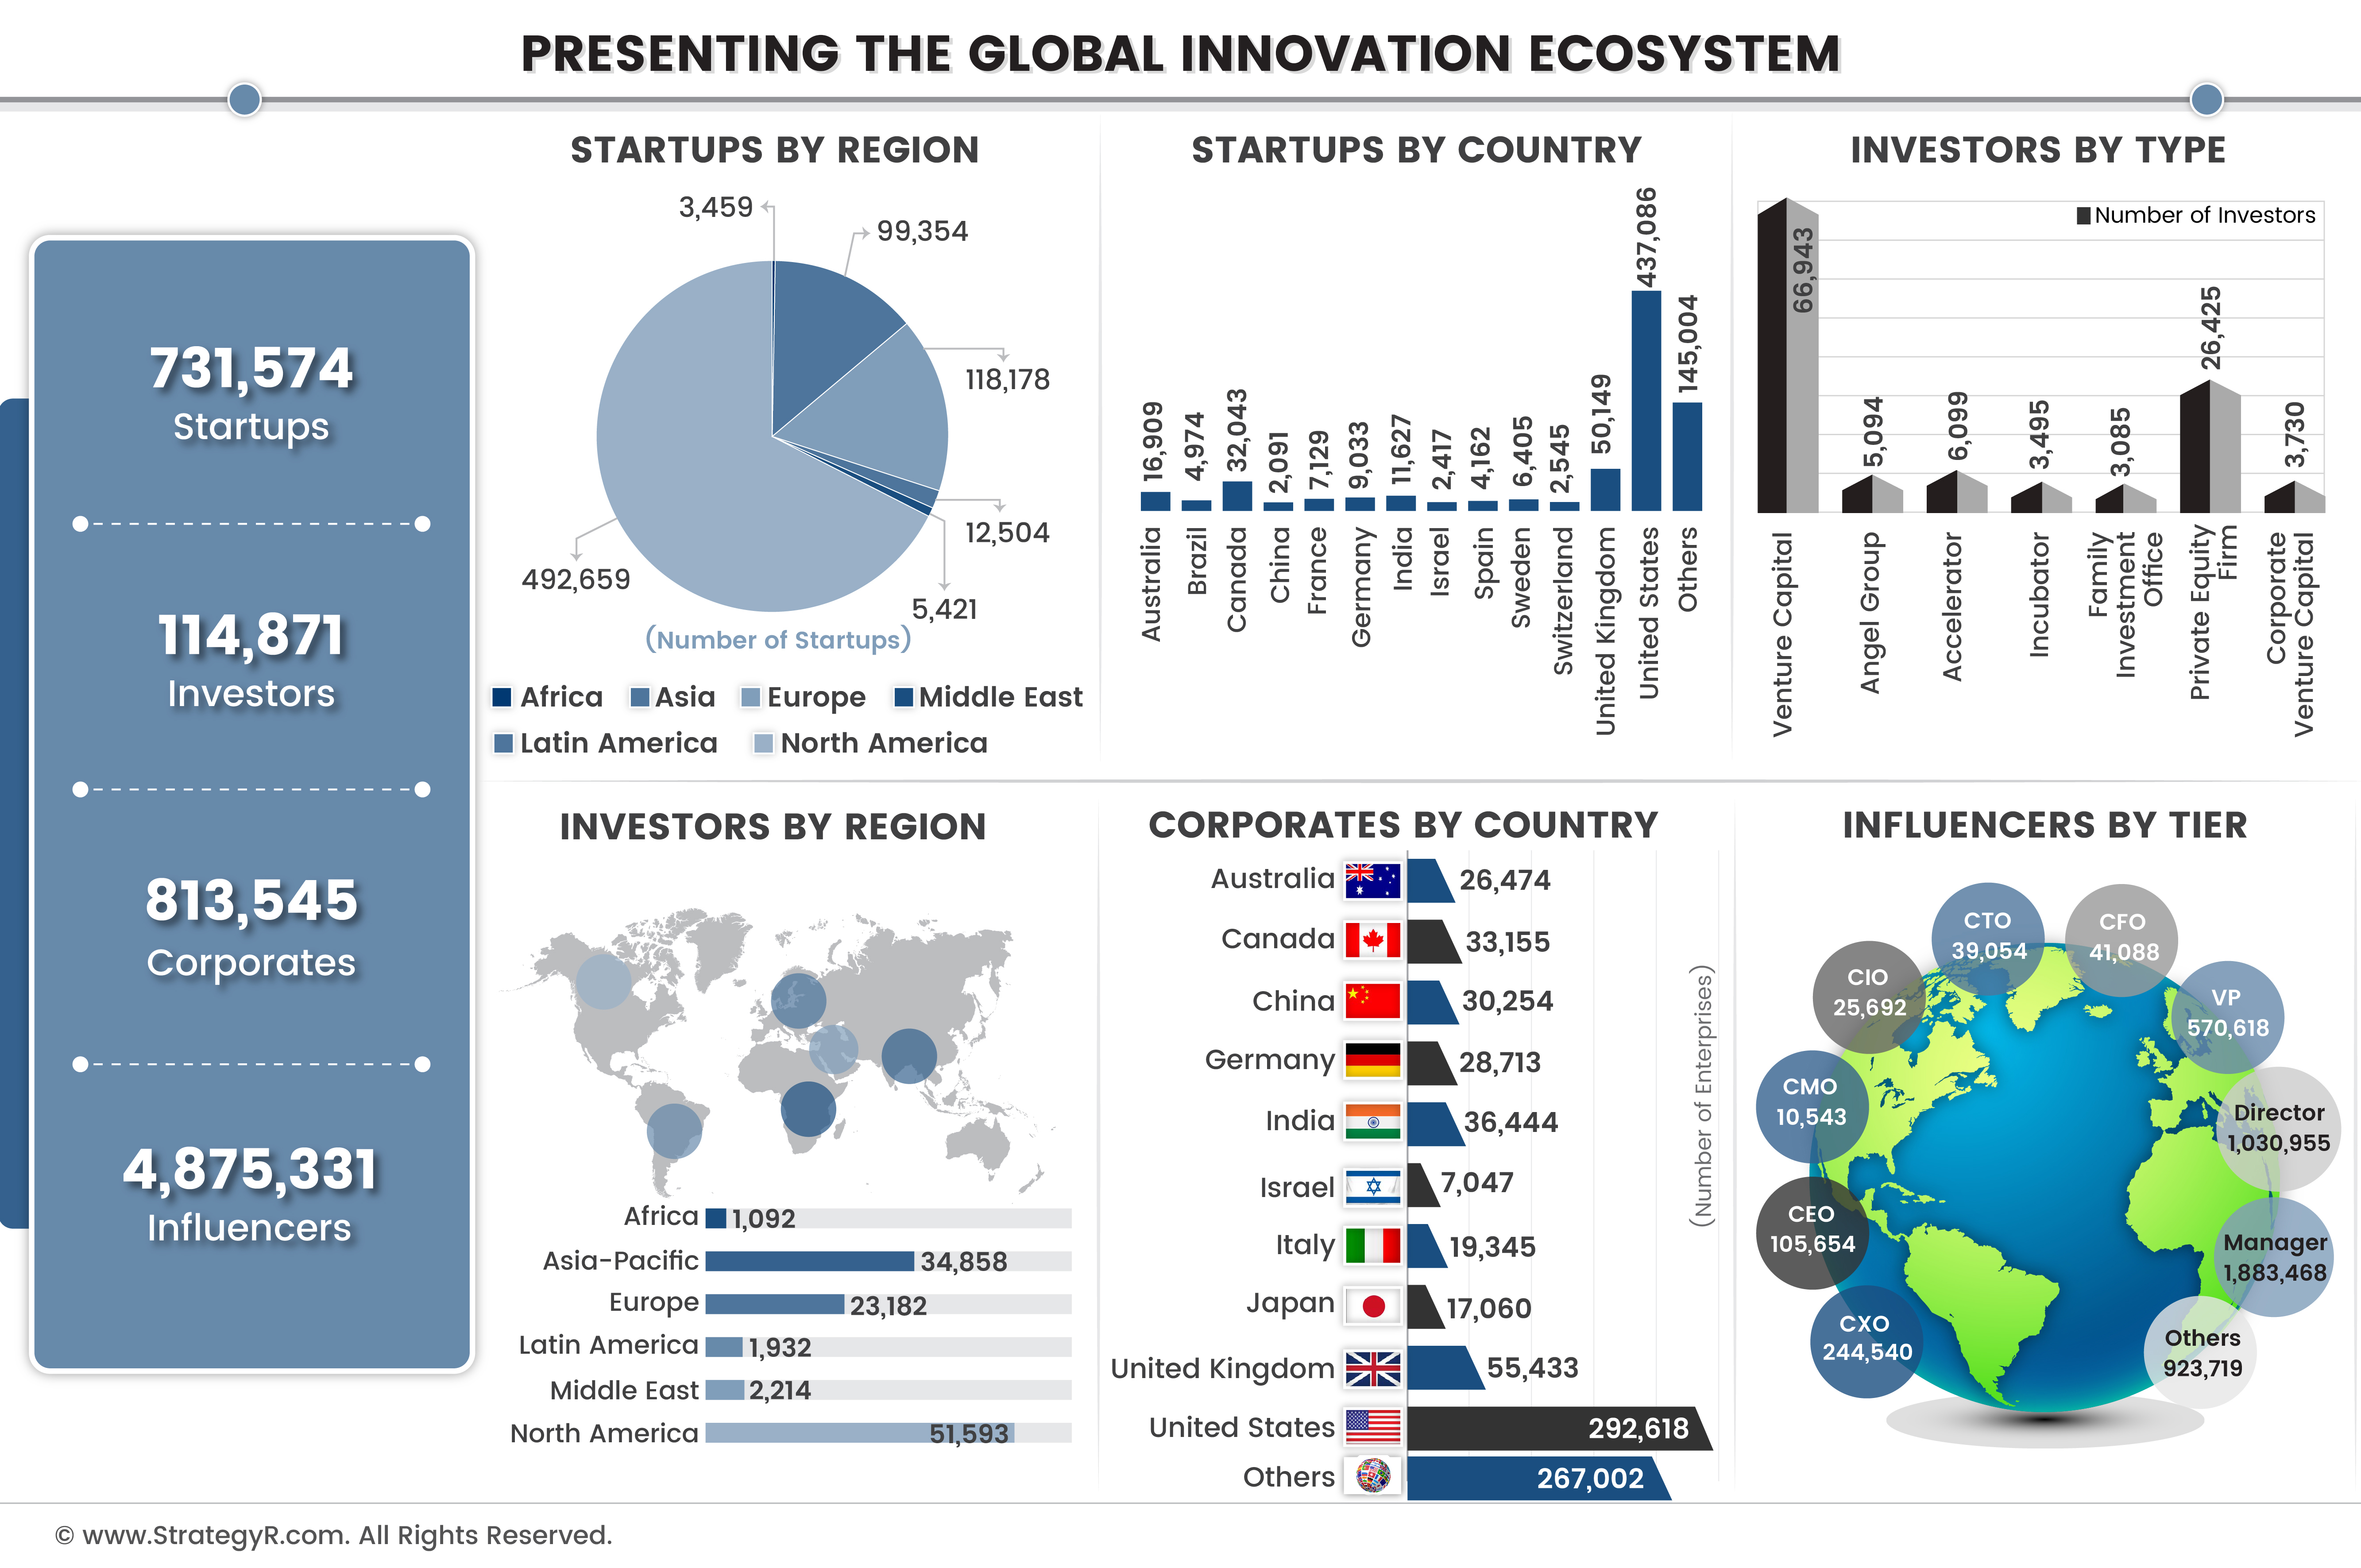 PRESENTING THE GLOBAL INNOVATION ECOSYSTEM
731,574
Startups
114,871
Investors
813,545
Corporates
4,875,331
Influencers
STARTUPS BY REGION
3,459
99,354
118,178
12,504
5,421
492,659
(Number of Startups)
Africa
Asia
Europe
Middle East
Latin America
North America
STARTUPS BY COUNTRY
16,909
4,974
32,043
2,091
7,129
9,033
11,627
2,417
4,162
6,405
2,545
50,149
437,086
145,004
Australia
Brazil
Canada
China
France
Germany
India
Israel
Spain
Sweden
Switzerland
United Kingdom
United States
Others
INVESTORS BY TYPE
Number of Investors
66,943
5,094
6,099
3,495
3,085
26,425
3,730
Venture Capital
Angel Group
Accelerator
Incubator
Family
Investment
Office
Private Equity
Firm
Corporate
Venture Capital
INVESTORS BY REGION
Africa 1,092
Asia-Pacific 34,858
Europe 23,182
Latin America 1,932
Middle East 2,214
North America 51,593
CORPORATES BY COUNTRY
Australia 26,474
Canada 33,155
China 30,254
Germany 28,713
India 36,444
Israel 7,047
Italy 19,345
Japan 17,060
United Kingdom 55,433
United States 292,618
Others 267,002
(Number of Enterprises)
INFLUENCERS BY TIER
CTO
39,054
CFO
41,088
CIO
25,692
VP
570,618
CMO
10,543
Director
1,030,955
CEO
105,654
Manager
1,883,468
CXO
244,540
Others
923,719
© www.StrategyR.com. All Rights Reserved.